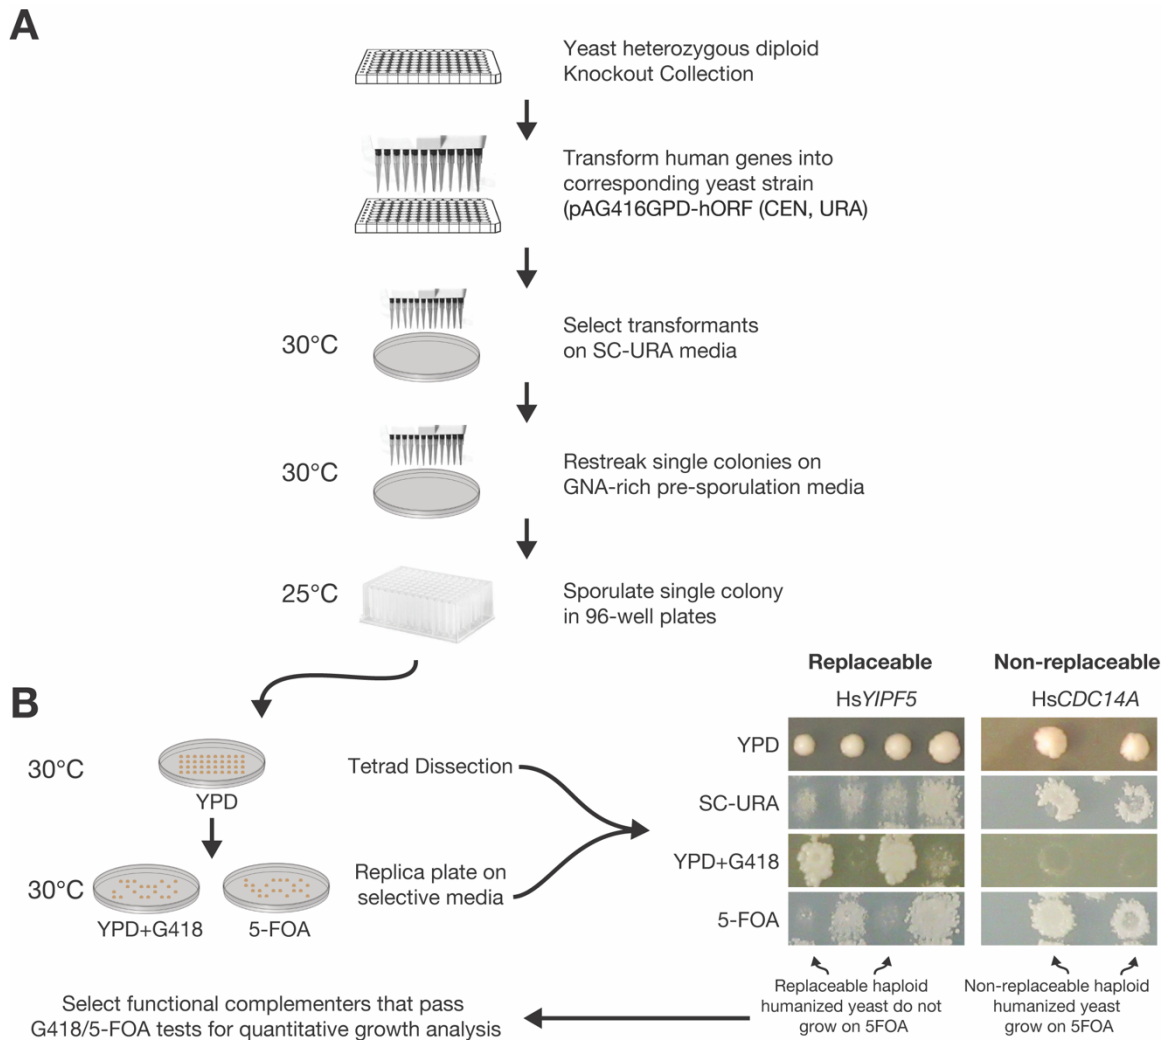 A
Yeast heterozygous diploid
Knockout Collection
Transform human genes into
corresponding yeast strain
(pAG416GPD-hORF (CEN, URA)
30°C
Select transformants
on SC-URA media
30°C
Restreak single colonies on
GNA-rich pre-sporulation media
25°C
Sporulate single colony
in 96-well plates
B
30°C
YPD
Tetrad Dissection
30°C
YPD+G418
5-FOA
Replica plate on
selective media
Replaceable
Non-replaceable
HsYIPF5
HsCDC14A
YPD
SC-URA
YPD+G418
5-FOA
Replaceable haploid
humanized yeast do not
grow on 5FOA
Non-replaceable haploid
humanized yeast
grow on 5FOA
Select functional complementers that pass
G418/5-FOA tests for quantitative growth analysis